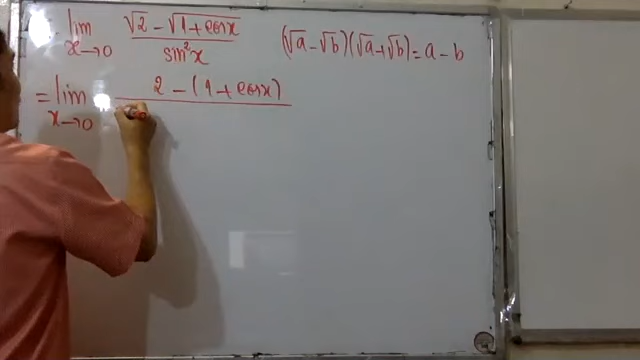 lim x→0 (√2 - √1+cosx) / sin²x (√a - √b)(√a + √b) = a - b
= lim x→0 2 - (1 + cosx)